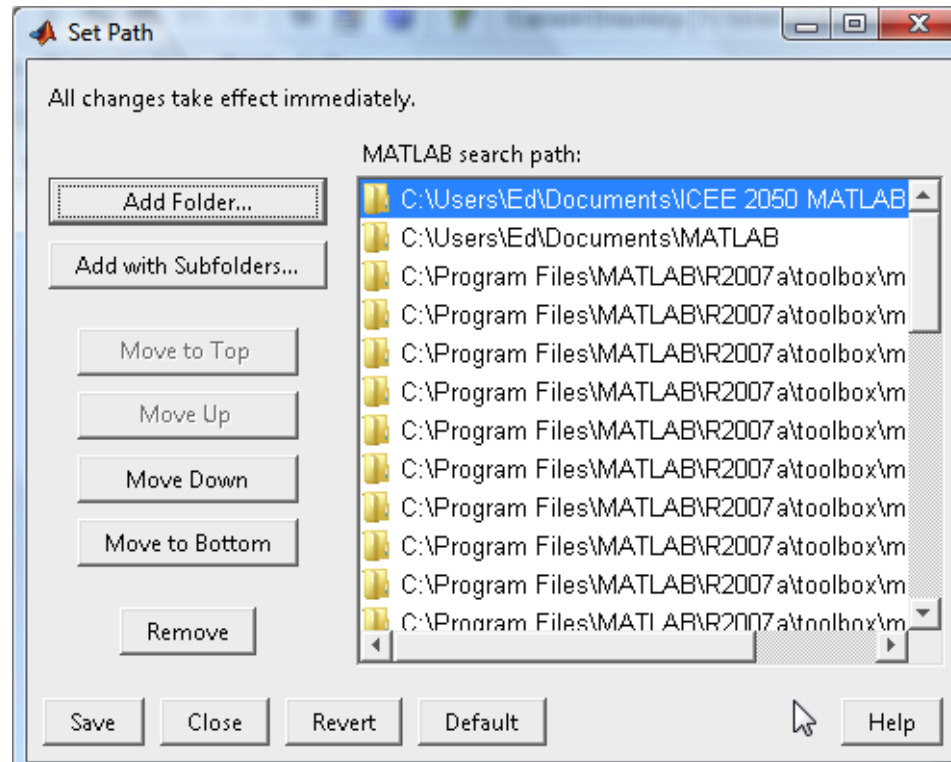 Set Path
All changes take effect immediately.
MATLAB search path:
Add Folder...
Add with Subfolders...
Move to Top
Move Up
Move Down
Move to Bottom
Remove
C:\Users\Ed\Documents\ICEE 2050 MATLAB
C:\Users\Ed\Documents\MATLAB
C:\Program Files\MATLAB\R2007a\toolbox\m
C:\Program Files\MATLAB\R2007a\toolbox\m
C:\Program Files\MATLAB\R2007a\toolbox\m
C:\Program Files\MATLAB\R2007a\toolbox\m
C:\Program Files\MATLAB\R2007a\toolbox\m
C:\Program Files\MATLAB\R2007a\toolbox\m
C:\Program Files\MATLAB\R2007a\toolbox\m
C:\Program Files\MATLAB\R2007a\toolbox\m
C:\Program Files\MATLAB\R2007a\toolbox\m
C:\Program Files\MATLAB\R2007a\toolbox\m
Save Close Revert Default Help